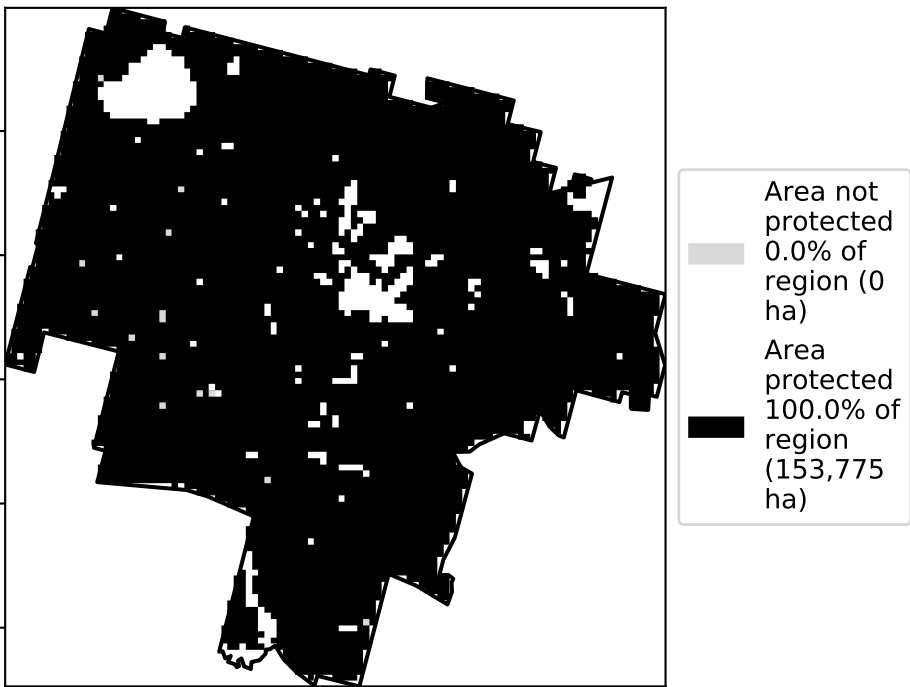 Area not
protected
0.0% of
region (0
ha)
Area
protected
100.0% of
region
(153,775
ha)